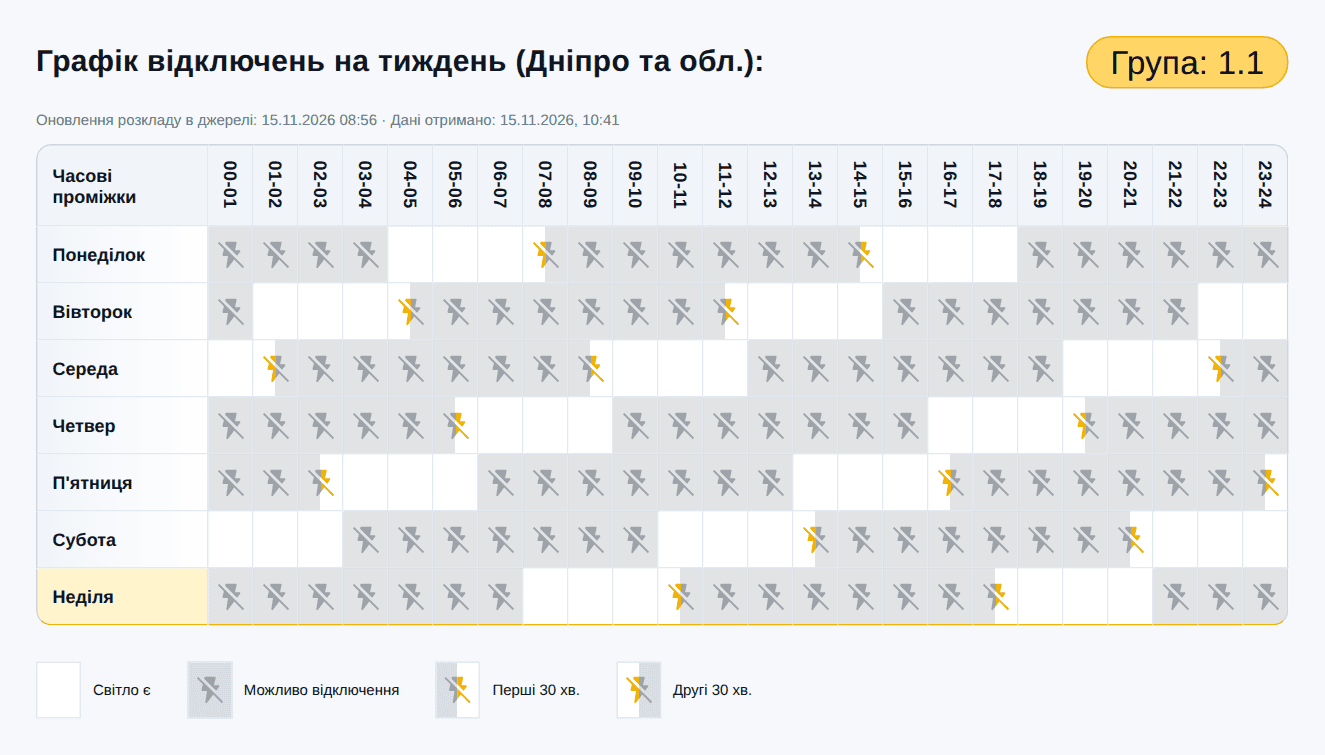 Графік відключень на тиждень (Дніпро та обл.):
Група: 1.1
Оновлення розкладу в джерелі: 15.11.2026 08:56 · Дані отримано: 15.11.2026, 10:41
Часові
проміжки
00-01 01-02 02-03 03-04 04-05 05-06 06-07 07-08 08-09 09-10 10-11 11-12 12-13 13-14 14-15 15-16 16-17 17-18 18-19 19-20 20-21 21-22 22-23 23-24
Понеділок
Вівторок
Середа
Четвер
П'ятниця
Субота
Неділя
Світло є
Можливо відключення
Перші 30 хв.
Другі 30 хв.